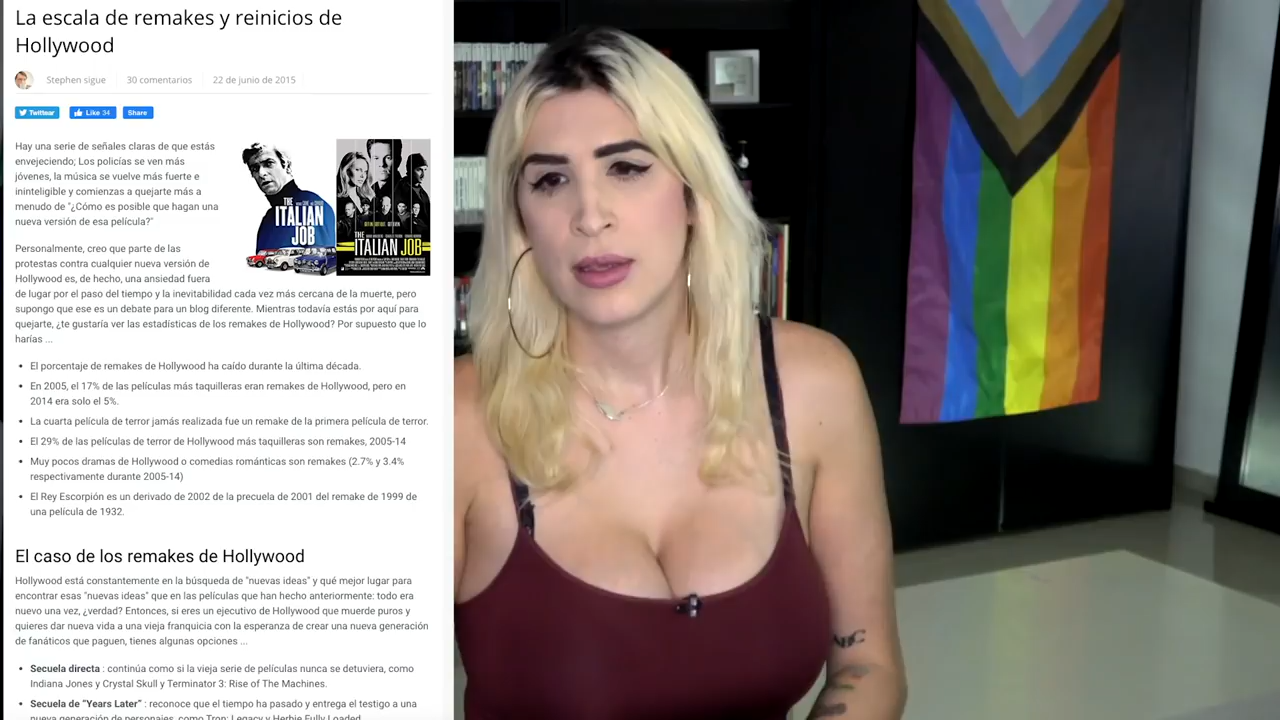 La escala de remakes y reinicios de
Hollywood
Stephen sigue 30 comentarios 22 de junio de 2015
Twittear Like 34 Share
Hay una serie de señales claras de que estás
envejeciendo; Los policías se ven más
jóvenes, la música se vuelve más fuerte e
ininteligible y comienzas a quejarte más a
menudo de "¿Cómo es posible que hagan una
nueva versión de esa película?"
THE
ITALIAN
JOB
THE
ITALIAN JOB
Personalmente, creo que parte de las
protestas contra cualquier nueva versión de
Hollywood es, de hecho, una ansiedad fuera
de lugar por el paso del tiempo y la inevitabilidad cada vez más cercana de la muerte, pero
supongo que ese es un debate para un blog diferente. Mientras todavía estás por aquí para
quejarte, ¿te gustaría ver las estadísticas de los remakes de Hollywood? Por supuesto que lo
harías ...
• El porcentaje de remakes de Hollywood ha caído durante la última década.
• En 2005, el 17% de las películas más taquilleras eran remakes de Hollywood, pero en
2014 era solo el 5%.
• La cuarta película de terror jamás realizada fue un remake de la primera película de terror.
• El 29% de las películas de terror de Hollywood más taquilleras son remakes, 2005-14
• Muy pocos dramas de Hollywood o comedias románticas son remakes (2.7% y 3.4%
respectivamente durante 2005-14)
• El Rey Escorpión es un derivado de 2002 de la precuela de 2001 del remake de 1999 de
una película de 1932.
El caso de los remakes de Hollywood
Hollywood está constantemente en la búsqueda de "nuevas ideas" y qué mejor lugar para
encontrar esas "nuevas ideas" que en las películas que han hecho anteriormente: todo era
nuevo una vez, ¿verdad? Entonces, si eres un ejecutivo de Hollywood que muerde puros y
quieres dar nueva vida a una vieja franquicia con la esperanza de crear una nueva generación
de fanáticos que paguen, tienes algunas opciones ...
• Secuela directa : continúa como si la vieja serie de películas nunca se detuviera, como
Indiana Jones y Crystal Skull y Terminator 3: Rise of The Machines.
• Secuela de “Years Later” : reconoce que el tiempo ha pasado y entrega el testigo a una
nueva generación de personajes, como Tron: Legacy y Herbie Fully Loaded.